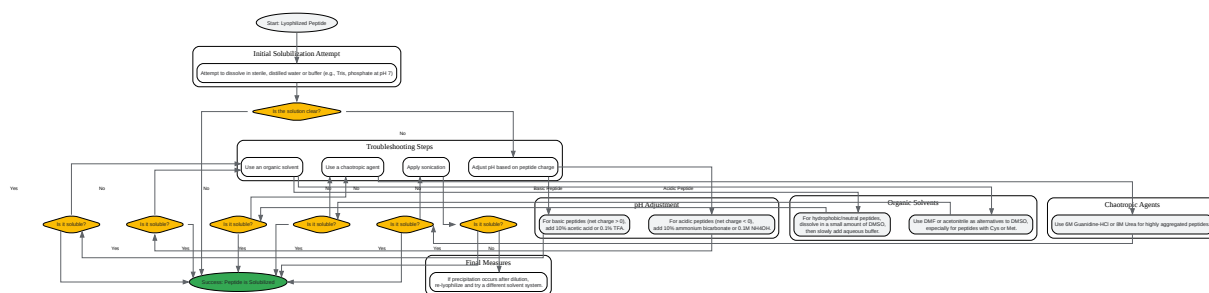 Start: Lyophilized Peptide
Initial Solubilization Attempt
Attempt to dissolve in sterile, distilled water or buffer (e.g., Tris, phosphate at pH 7)
Is the solution clear?
No
Troubleshooting Steps
Use an organic solvent
Use a chaotropic agent
Apply sonication
Adjust pH based on peptide charge
Yes
No
No
No
No
No
Basic Peptide
Acidic Peptide
pH Adjustment
Organic Solvents
Chaotropic Agents
Is it soluble?
Is it soluble?
Is it soluble?
Is it soluble?
Is it soluble?
Is it soluble?
For basic peptides (net charge > 0),
add 10% acetic acid or 0.1% TFA.
For acidic peptides (net charge < 0),
add 10% ammonium bicarbonate or 0.1M NH4OH.
For hydrophobic/neutral peptides,
dissolve in a small amount of DMSO,
then slowly add aqueous buffer.
Use DMF or acetonitrile as alternatives to DMSO,
especially for peptides with Cys or Met.
Use 6M Guanidine-HCl or 8M Urea for highly aggregated peptides.
Yes
Yes
Yes
Yes
Yes
Yes
No
Final Measures
Success: Peptide is Solubilized
If precipitation occurs after dilution,
re-lyophilize and try a different solvent system.